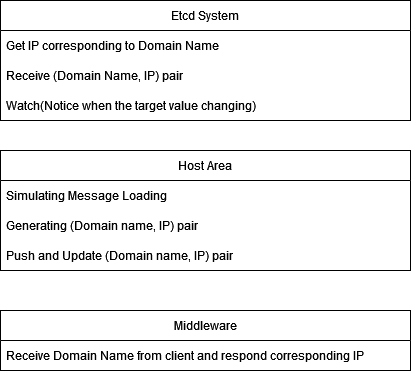 Etcd System
Get IP corresponding to Domain Name
Receive (Domain Name, IP) pair
Watch(Notice when the target value changing)
Host Area
Simulating Message Loading
Generating (Domain name, IP) pair
Push and Update (Domain name, IP) pair
Middleware
Receive Domain Name from client and respond corresponding IP